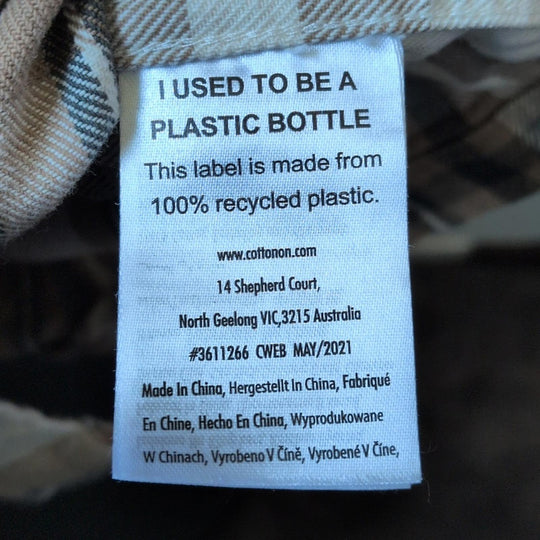 I USED TO BE A
PLASTIC BOTTLE
This label is made from
100% recycled plastic.
www.cottonon.com
14 Shepherd Court,
North Geelong VIC,3215 Australia
#3611266 CWEB MAY/2021
Made In China, Hergestellt In China, Fabriqué
En Chine, Hecho En China, Wyprodukowane
W Chinach, Vyrobeno V Číně, Vyrobené V Číne,